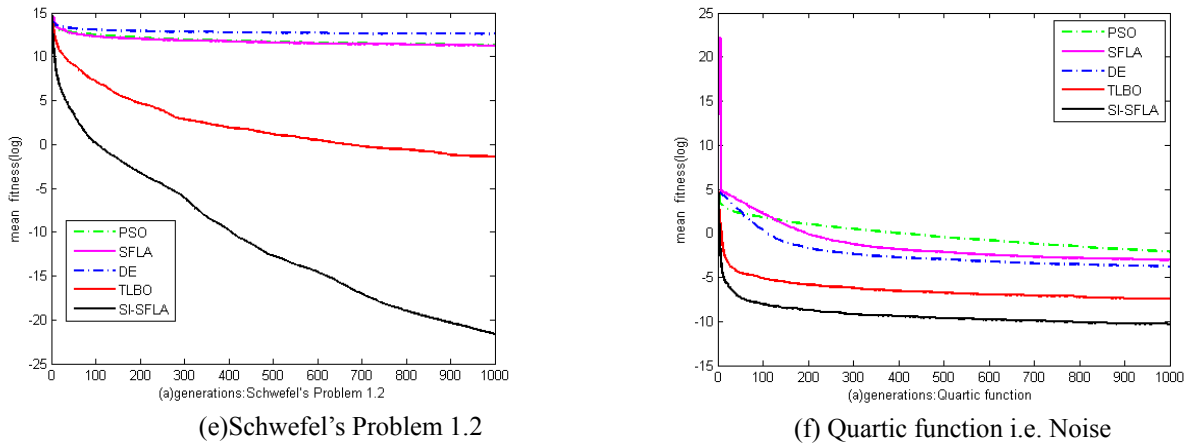 15
10
5
0
-5
-10
-15
-20
-25
mean fitness(log)
PSO
SFLA
DE
TLBO
SI-SFLA
0 100 200 300 400 500 600 700 800 900 1000
(a)generations:Schwefel's Problem 1.2
(e)Schwefel’s Problem 1.2
25
20
15
10
5
0
-5
-10
-15
mean fitness(log)
PSO
SFLA
DE
TLBO
SI-SFLA
0 100 200 300 400 500 600 700 800 900 1000
(a)generations:Quartic function
(f) Quartic function i.e. Noise